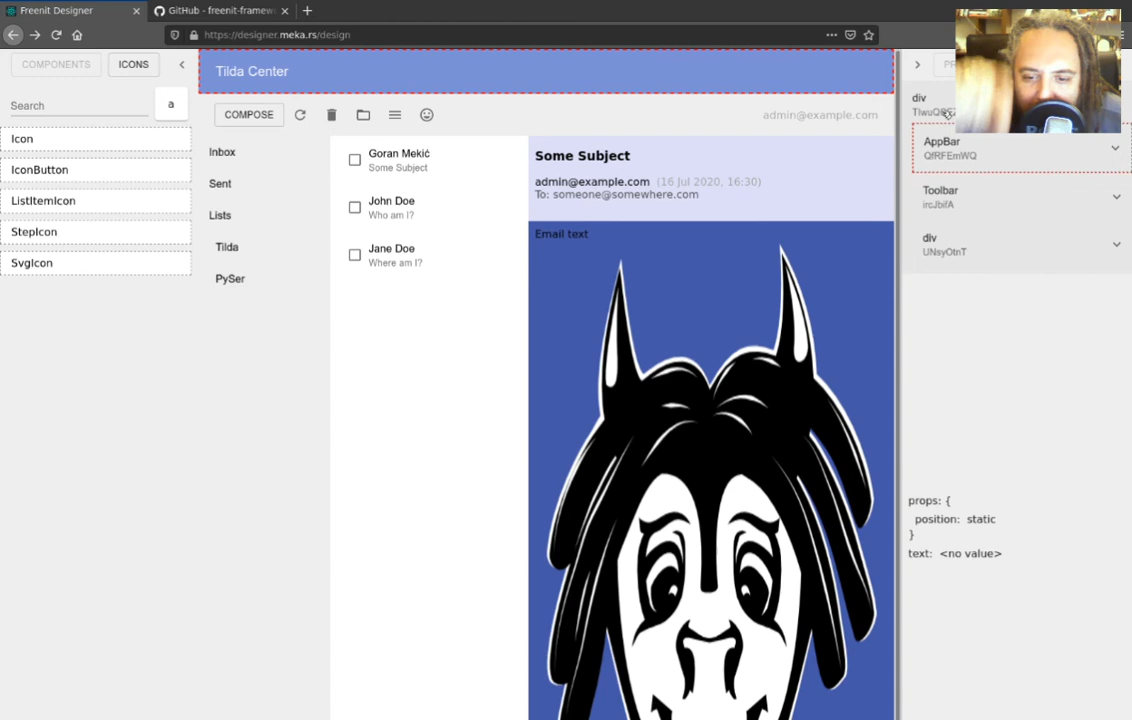 Freenit Designer
GitHub - freenit-framew
https://designer.meka.rs/design
COMPONENTS
ICONS
Search
a
Icon
IconButton
ListItemIcon
StepIcon
SvgIcon
Tilda Center
COMPOSE
admin@example.com
Inbox
Sent
Lists
Tilda
PySer
Goran Mekić
Some Subject
John Doe
Who am I?
Jane Doe
Where am I?
Some Subject
admin@example.com (16 Jul 2020, 16:30)
To: someone@somewhere.com
Email text
div
AppBar
QfRFEmWQ
Toolbar
ircJbifA
div
UNsyOtnT
props: {
position: static
}
text: <no value>